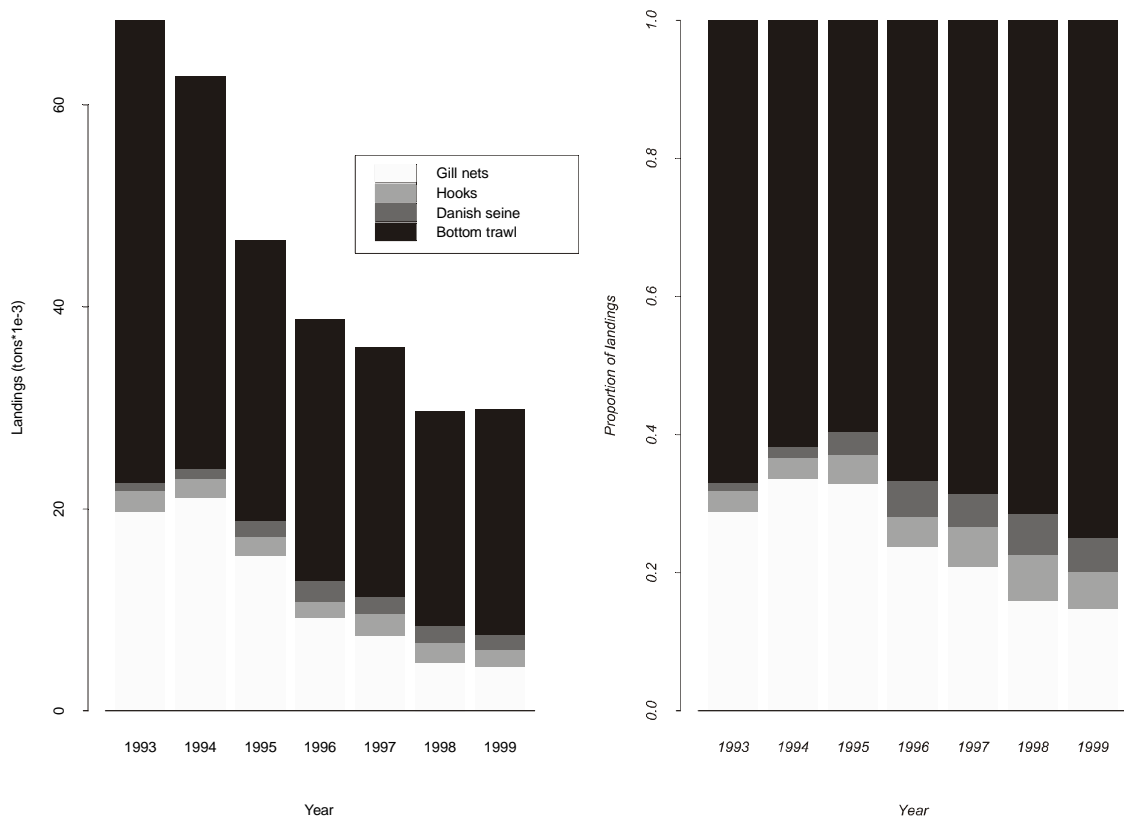 Landings (tons*1e-3)
60
40
20
0
Gill nets
Hooks
Danish seine
Bottom trawl
1993 1994 1995 1996 1997 1998 1999
Year
Proportion of landings
1.0
0.8
0.6
0.4
0.2
0.0
1993 1994 1995 1996 1997 1998 1999
Year